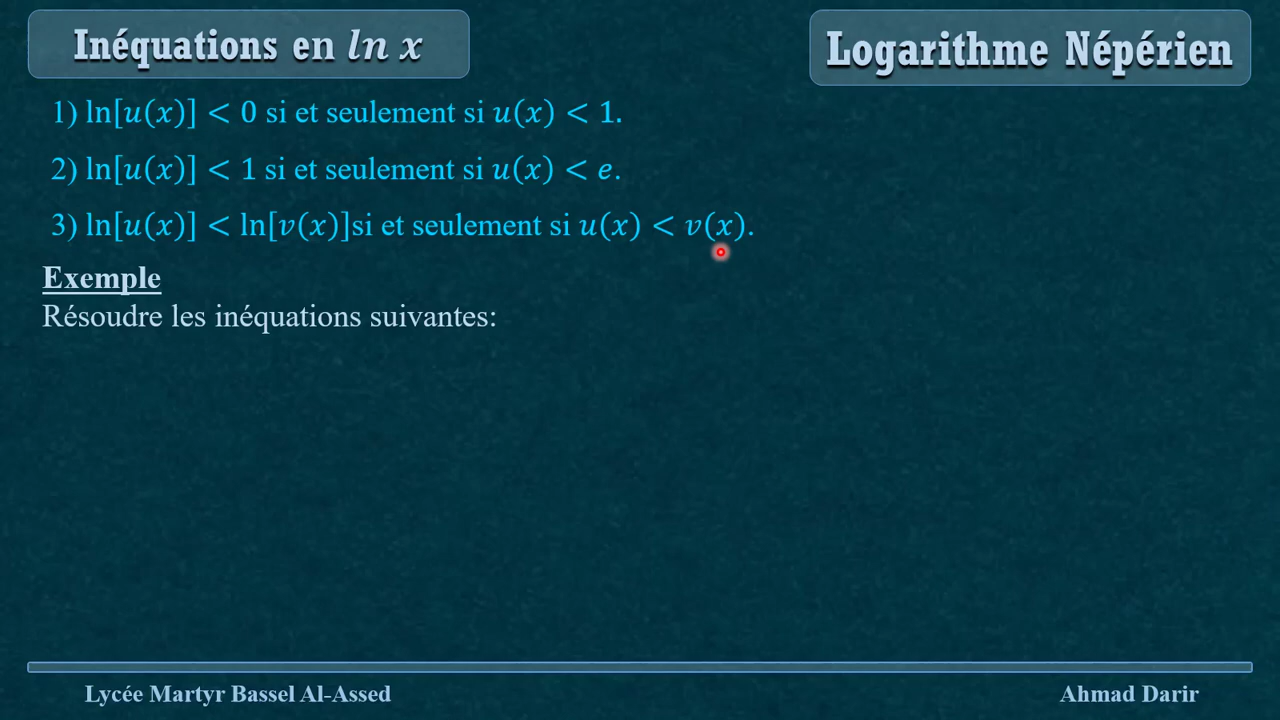 Inéquations en ln x
Logarithme Népérien
1) ln[u(x)] < 0 si et seulement si u(x) < 1.
2) ln[u(x)] < 1 si et seulement si u(x) < e.
3) ln[u(x)] < ln[v(x)]si et seulement si u(x) < v(x).
Exemple
Résoudre les inéquations suivantes:
Lycée Martyr Bassel Al-Assed
Ahmad Darir